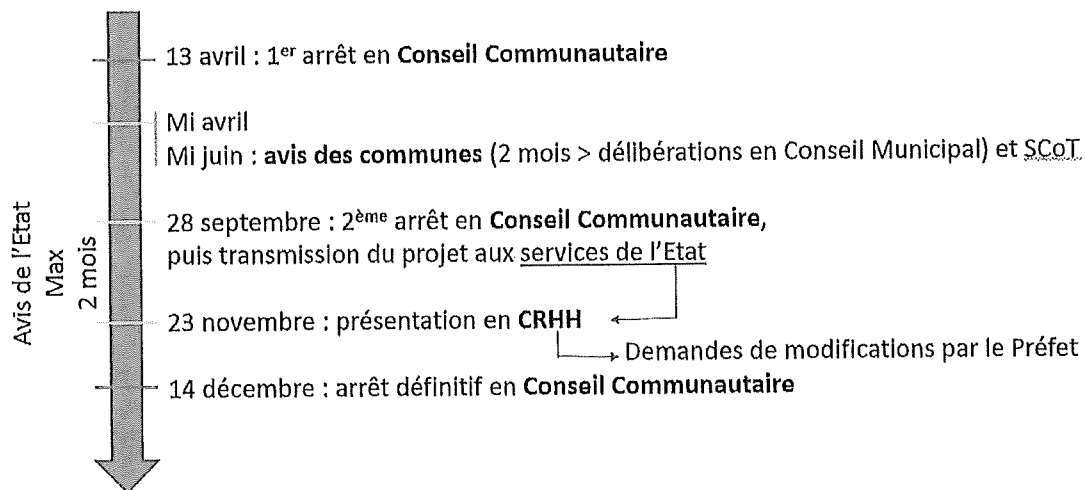 13 avril : 1er arrêt en Conseil Communautaire
Mi avril
Mi juin : avis des communes (2 mois > délibérations en Conseil Municipal) et SCoT
28 septembre : 2ème arrêt en Conseil Communautaire,
puis transmission du projet aux services de l'Etat
Avis de l'Etat
Max
2 mois
23 novembre : présentation en CRHH
Demandes de modifications par le Préfet
14 décembre : arrêt définitif en Conseil Communautaire